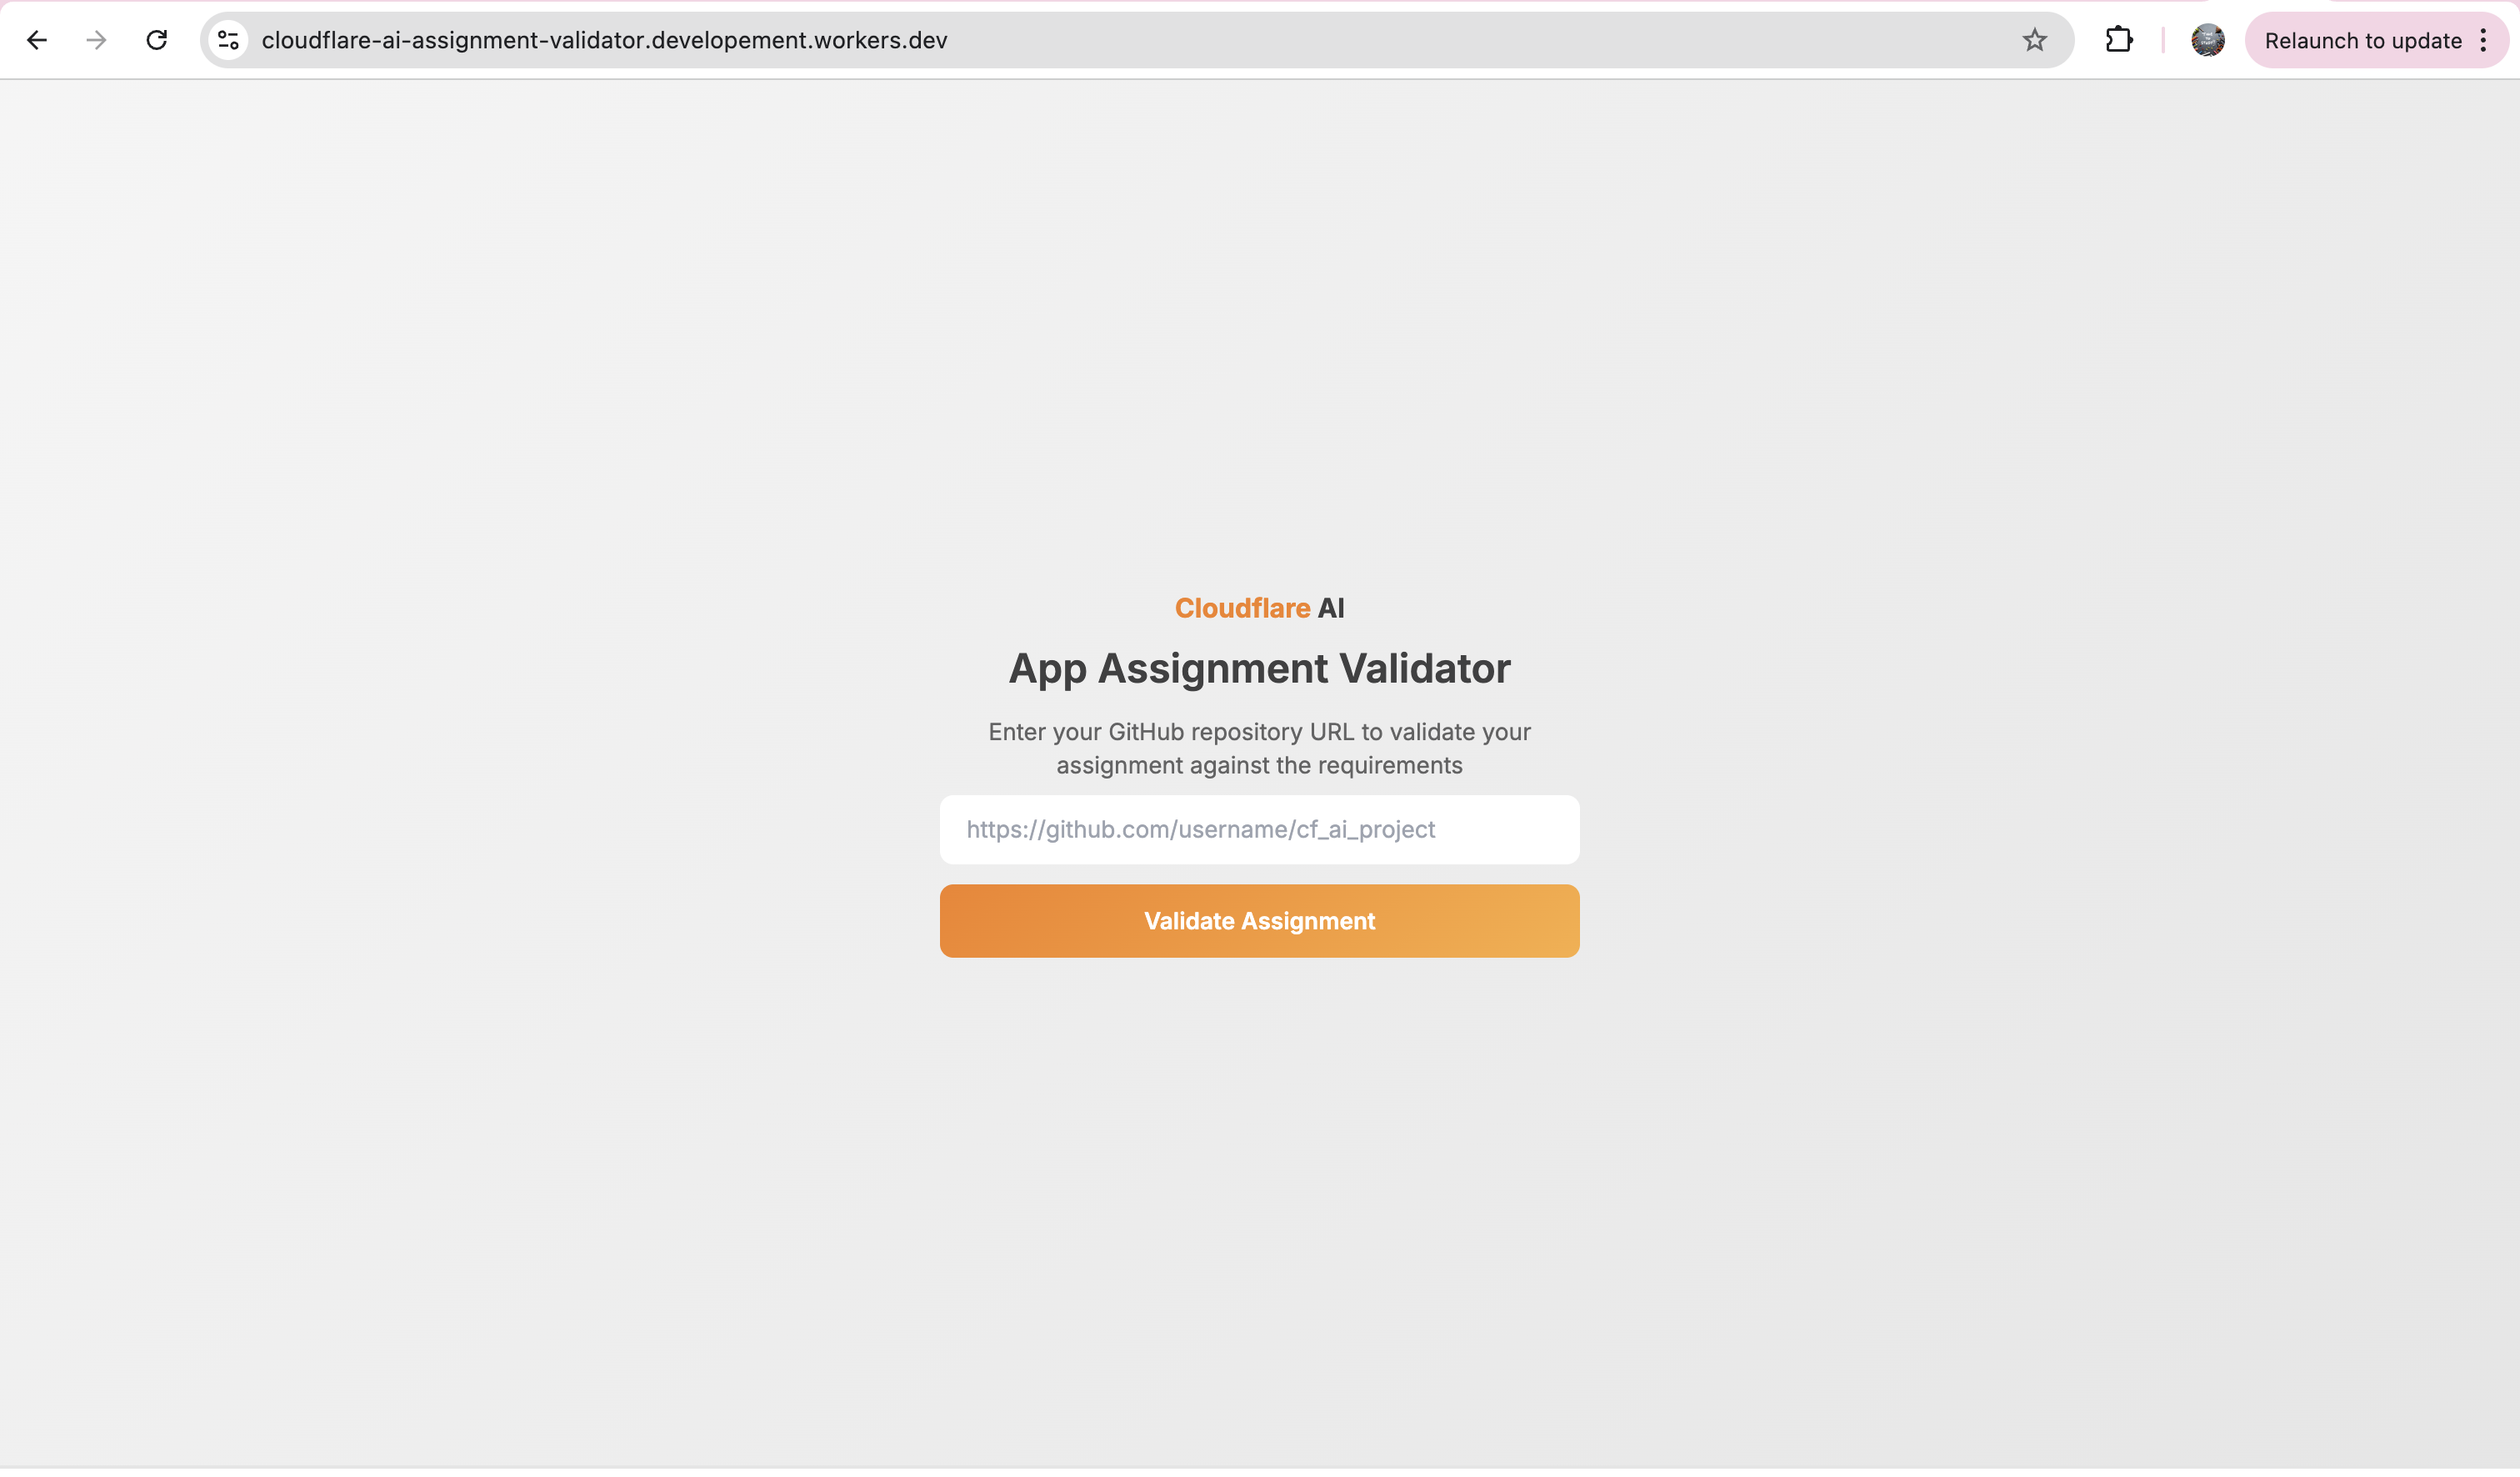 cloudflare-ai-assignment-validator.developement.workers.dev
Relaunch to update
Cloudflare AI
App Assignment Validator
Enter your GitHub repository URL to validate your
assignment against the requirements
https://github.com/username/cf_ai_project
Validate Assignment